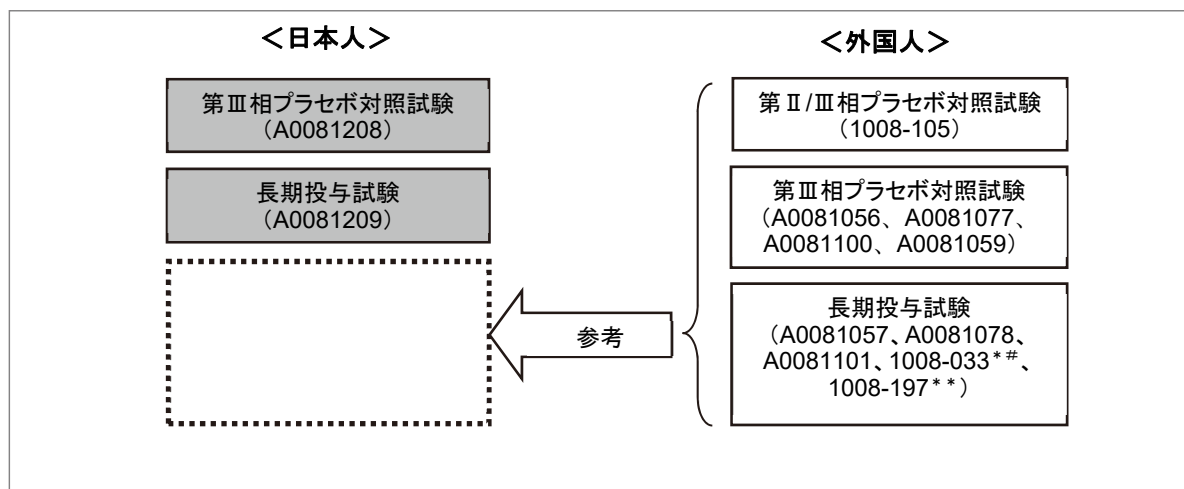 ＜日本人＞
第Ⅲ相プラセボ対照試験
（A0081208）
長期投与試験
（A0081209）
参考
＜外国人＞
第Ⅱ/Ⅲ相プラセボ対照試験
（1008-105）
第Ⅲ相プラセボ対照試験
（A0081056、A0081077、
A0081100、A0081059）
長期投与試験
（A0081057、A0081078、
A0081101、1008-033*#、
1008-197**）